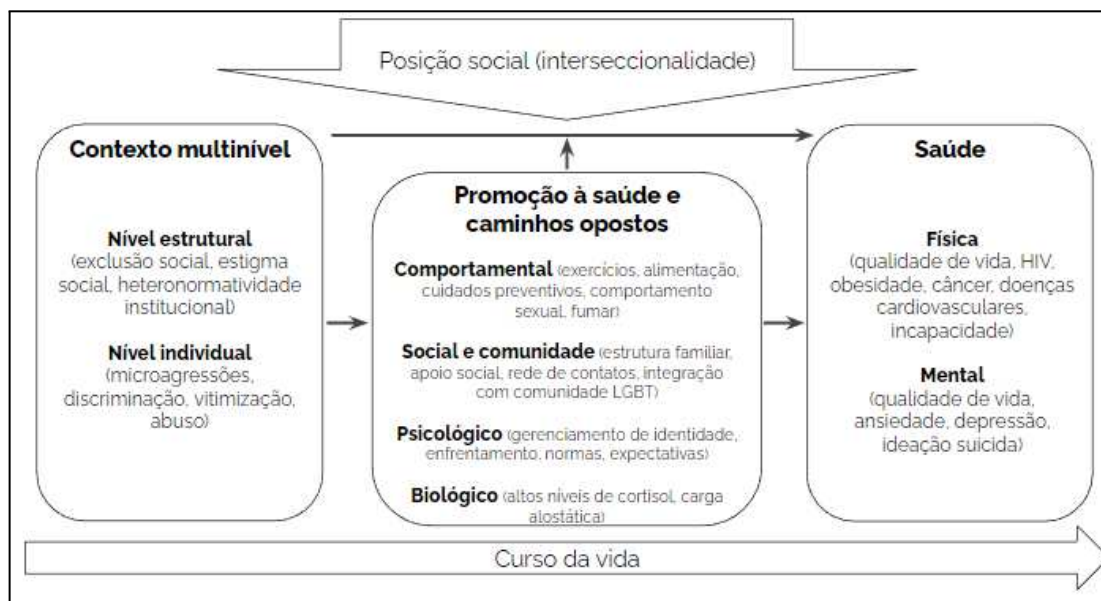 Posição social (interseccionalidade)
Contexto multinível
Nível estrutural
(exclusão social, estigma
social, heteronormatividade
institucional)
Nível individual
(microagressões,
discriminação, vitimização,
abuso)
Promoção à saúde e
caminhos opostos
Comportamental (exercícios, alimentação,
cuidados preventivos, comportamento
sexual, fumar)
Social e comunidade (estrutura familiar,
apoio social, rede de contatos, integração
com comunidade LGBT)
Psicológico (gerenciamento de identidade,
enfrentamento, normas, expectativas)
Biológico (altos níveis de cortisol, carga
alostática)
Saúde
Física
(qualidade de vida, HIV,
obesidade, câncer, doenças
cardiovasculares,
incapacidade)
Mental
(qualidade de vida,
ansiedade, depressão,
ideação suicida)
Curso da vida